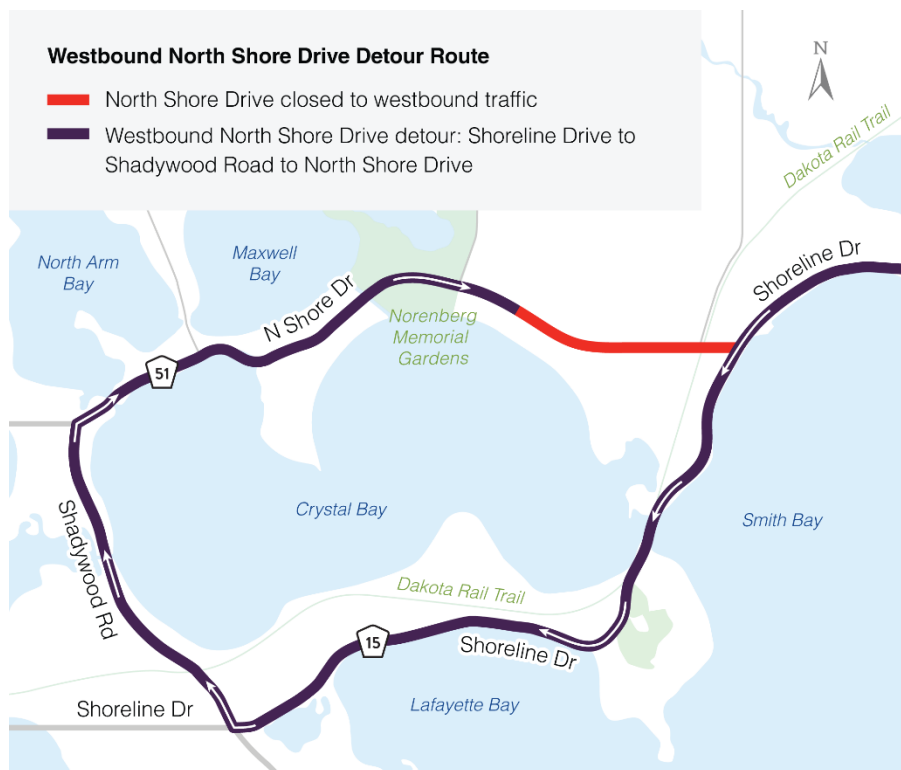 Westbound North Shore Drive Detour Route
North Shore Drive closed to westbound traffic
Westbound North Shore Drive detour: Shoreline Drive to
Shadywood Road to North Shore Drive
N
Dakota Rail Trail
North Arm
Bay
Maxwell
Bay
Shoreline Dr
N Shore Dr
Norenberg
Memorial
Gardens
51
Crystal Bay
Smith Bay
Shadywood Rd
Dakota Rail Trail
15
Shoreline Dr
Shoreline Dr
Lafayette Bay